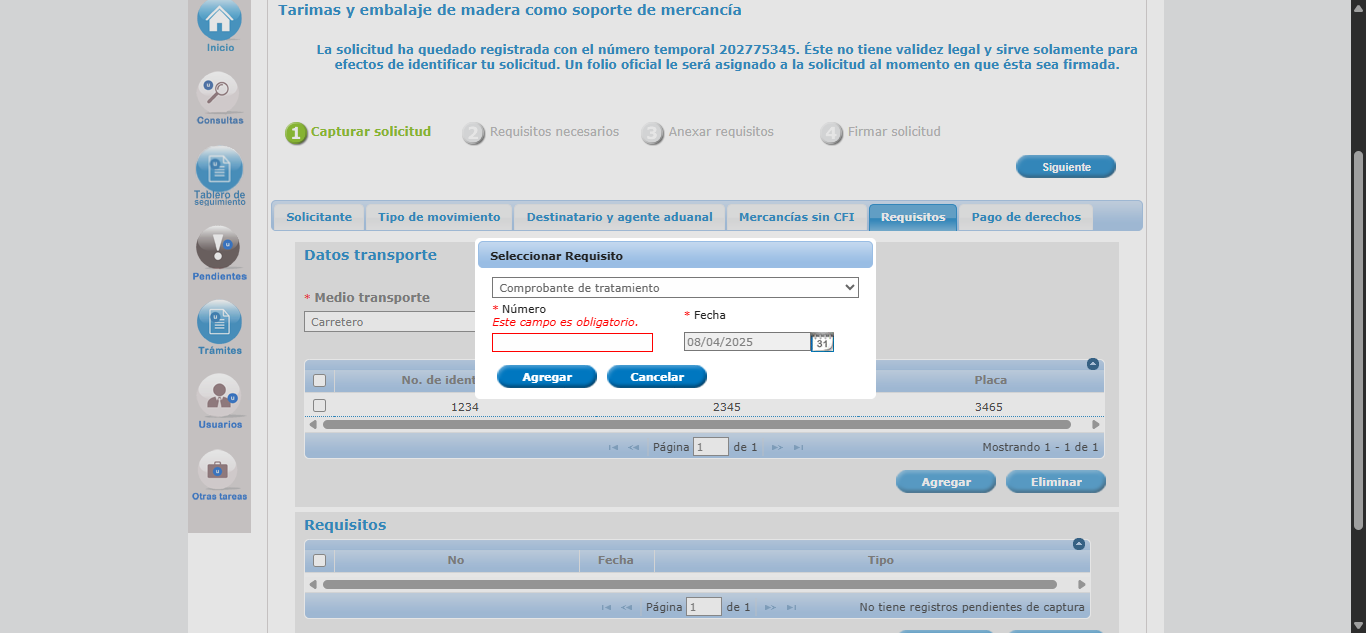 Tarimas y embalaje de madera como soporte de mercancía
La solicitud ha quedado registrada con el número temporal 202775345. Éste no tiene validez legal y sirve solamente para
efectos de identificar tu solicitud. Un folio oficial le será asignado a la solicitud al momento en que ésta sea firmada.
Inicio
Consultas
Tablero de
seguimiento
Pendientes
Trámites
Usuarios
Otras tareas
1 Capturar solicitud 2 Requisitos necesarios 3 Anexar requisitos 4 Firmar solicitud
Siguiente
Solicitante Tipo de movimiento Destinatario y agente aduanal Mercancías sin CFI Requisitos Pago de derechos
Datos transporte
* Medio transporte
Carretero
Seleccionar Requisito
Comprobante de tratamiento
* Número
Este campo es obligatorio.
* Fecha
08/04/2025 31
Agregar Cancelar
No. de ident Placa
1234 2345 3465
Página 1 de 1 Mostrando 1 - 1 de 1
Agregar Eliminar
Requisitos
No Fecha Tipo
Página 1 de 1 No tiene registros pendientes de captura